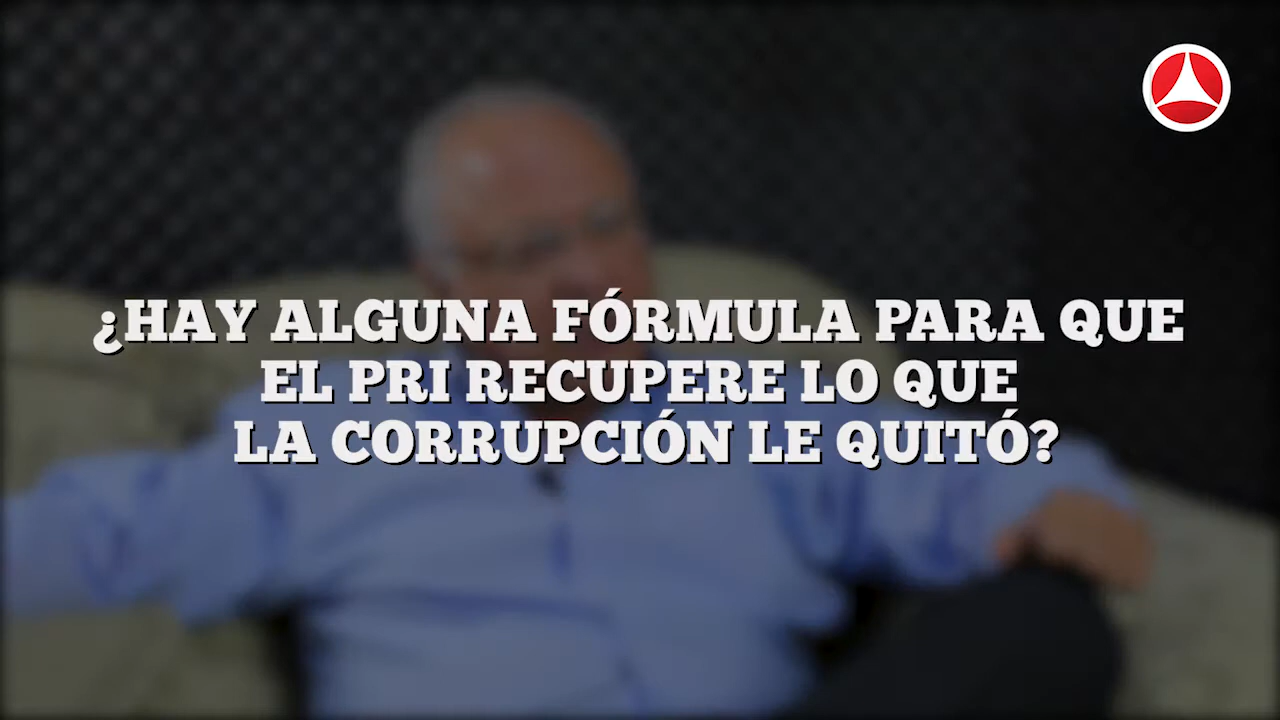 ¿HAY ALGUNA FÓRMULA PARA QUE
EL PRI RECUPERE LO QUE
LA CORRUPCIÓN LE QUITÓ?